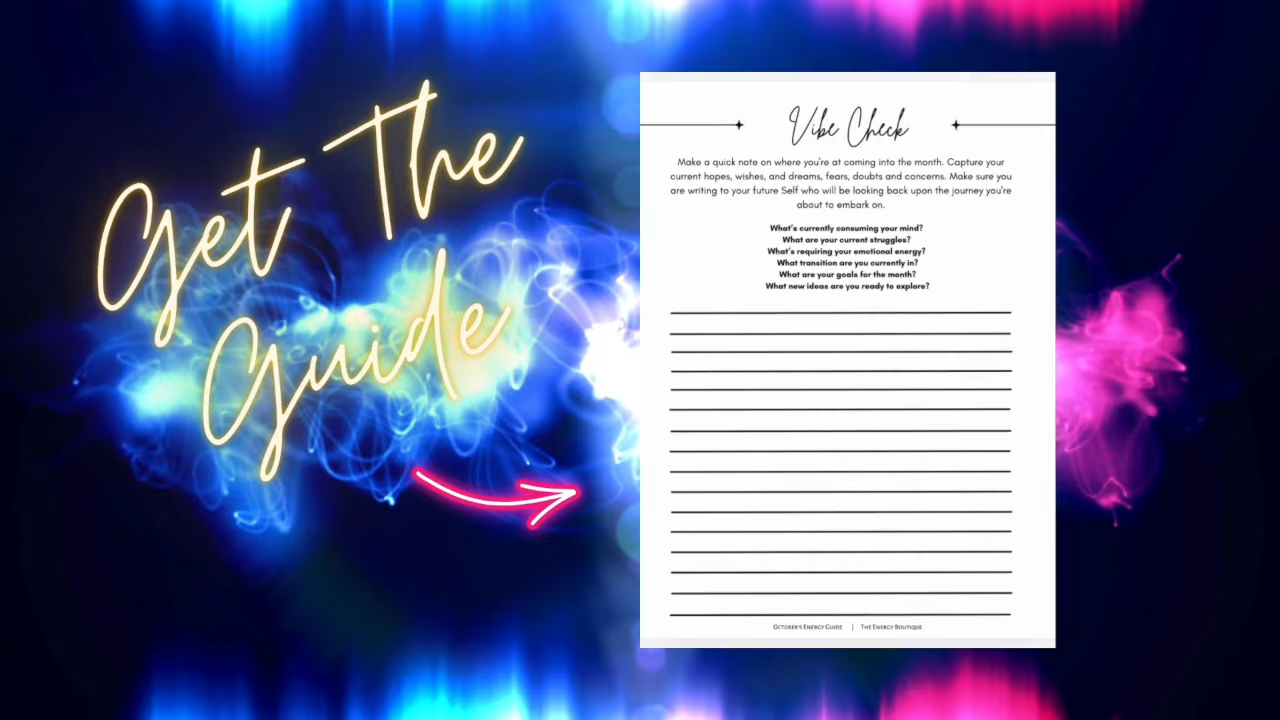 Get The
Guide
Vibe Check
Make a quick note on where you're at coming into the month. Capture your
current hopes, wishes, and dreams, fears, doubts and concerns. Make sure you
are writing to your future Self who will be looking back upon the journey you're
about to embark on.
What's currently consuming your mind?
What are your current struggles?
What's requiring your emotional energy?
What transition are you currently in?
What are your goals for the month?
What new ideas are you ready to explore?
October's Energy Guide | The Energy Boutique